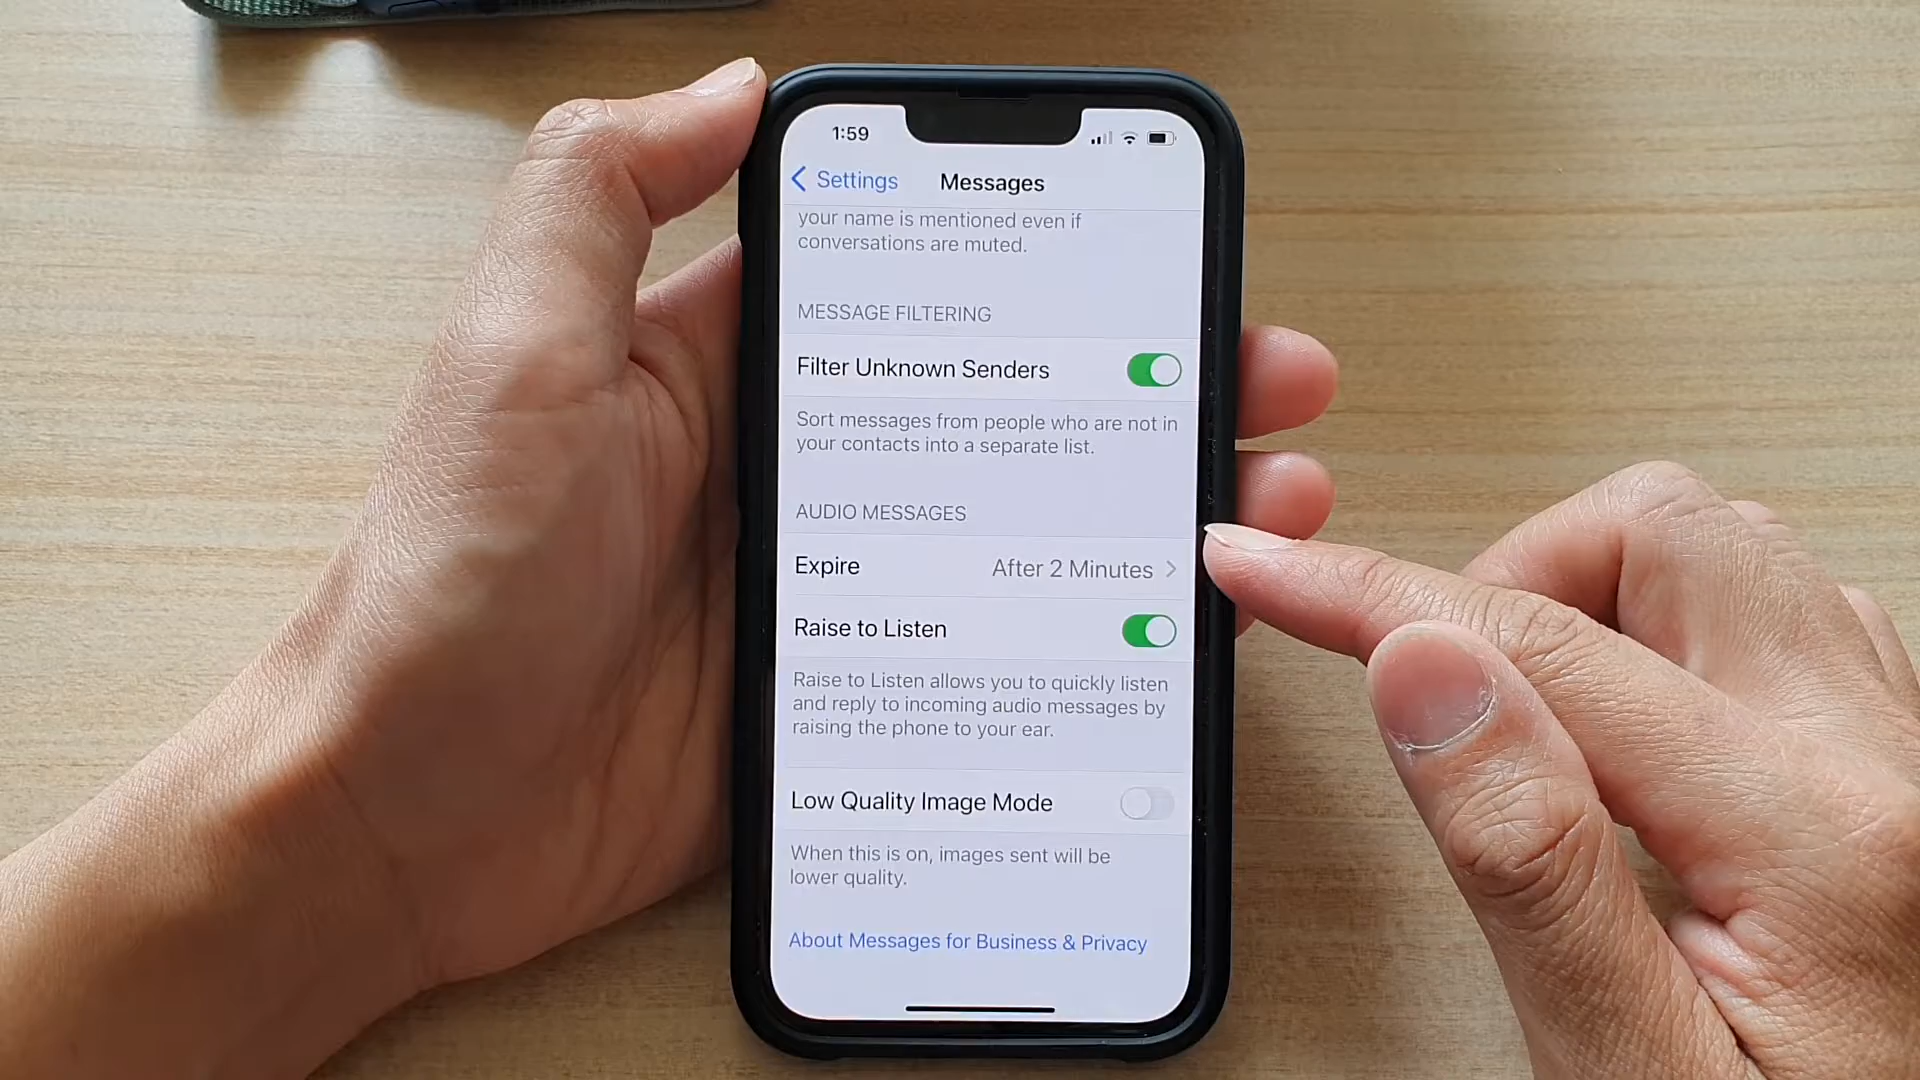 1:59
Settings
Messages
your name is mentioned even if
conversations are muted.
MESSAGE FILTERING
Filter Unknown Senders
Sort messages from people who are not in
your contacts into a separate list.
AUDIO MESSAGES
Expire
After 2 Minutes
Raise to Listen
Raise to Listen allows you to quickly listen
and reply to incoming audio messages by
raising the phone to your ear.
Low Quality Image Mode
When this is on, images sent will be
lower quality.
About Messages for Business & Privacy